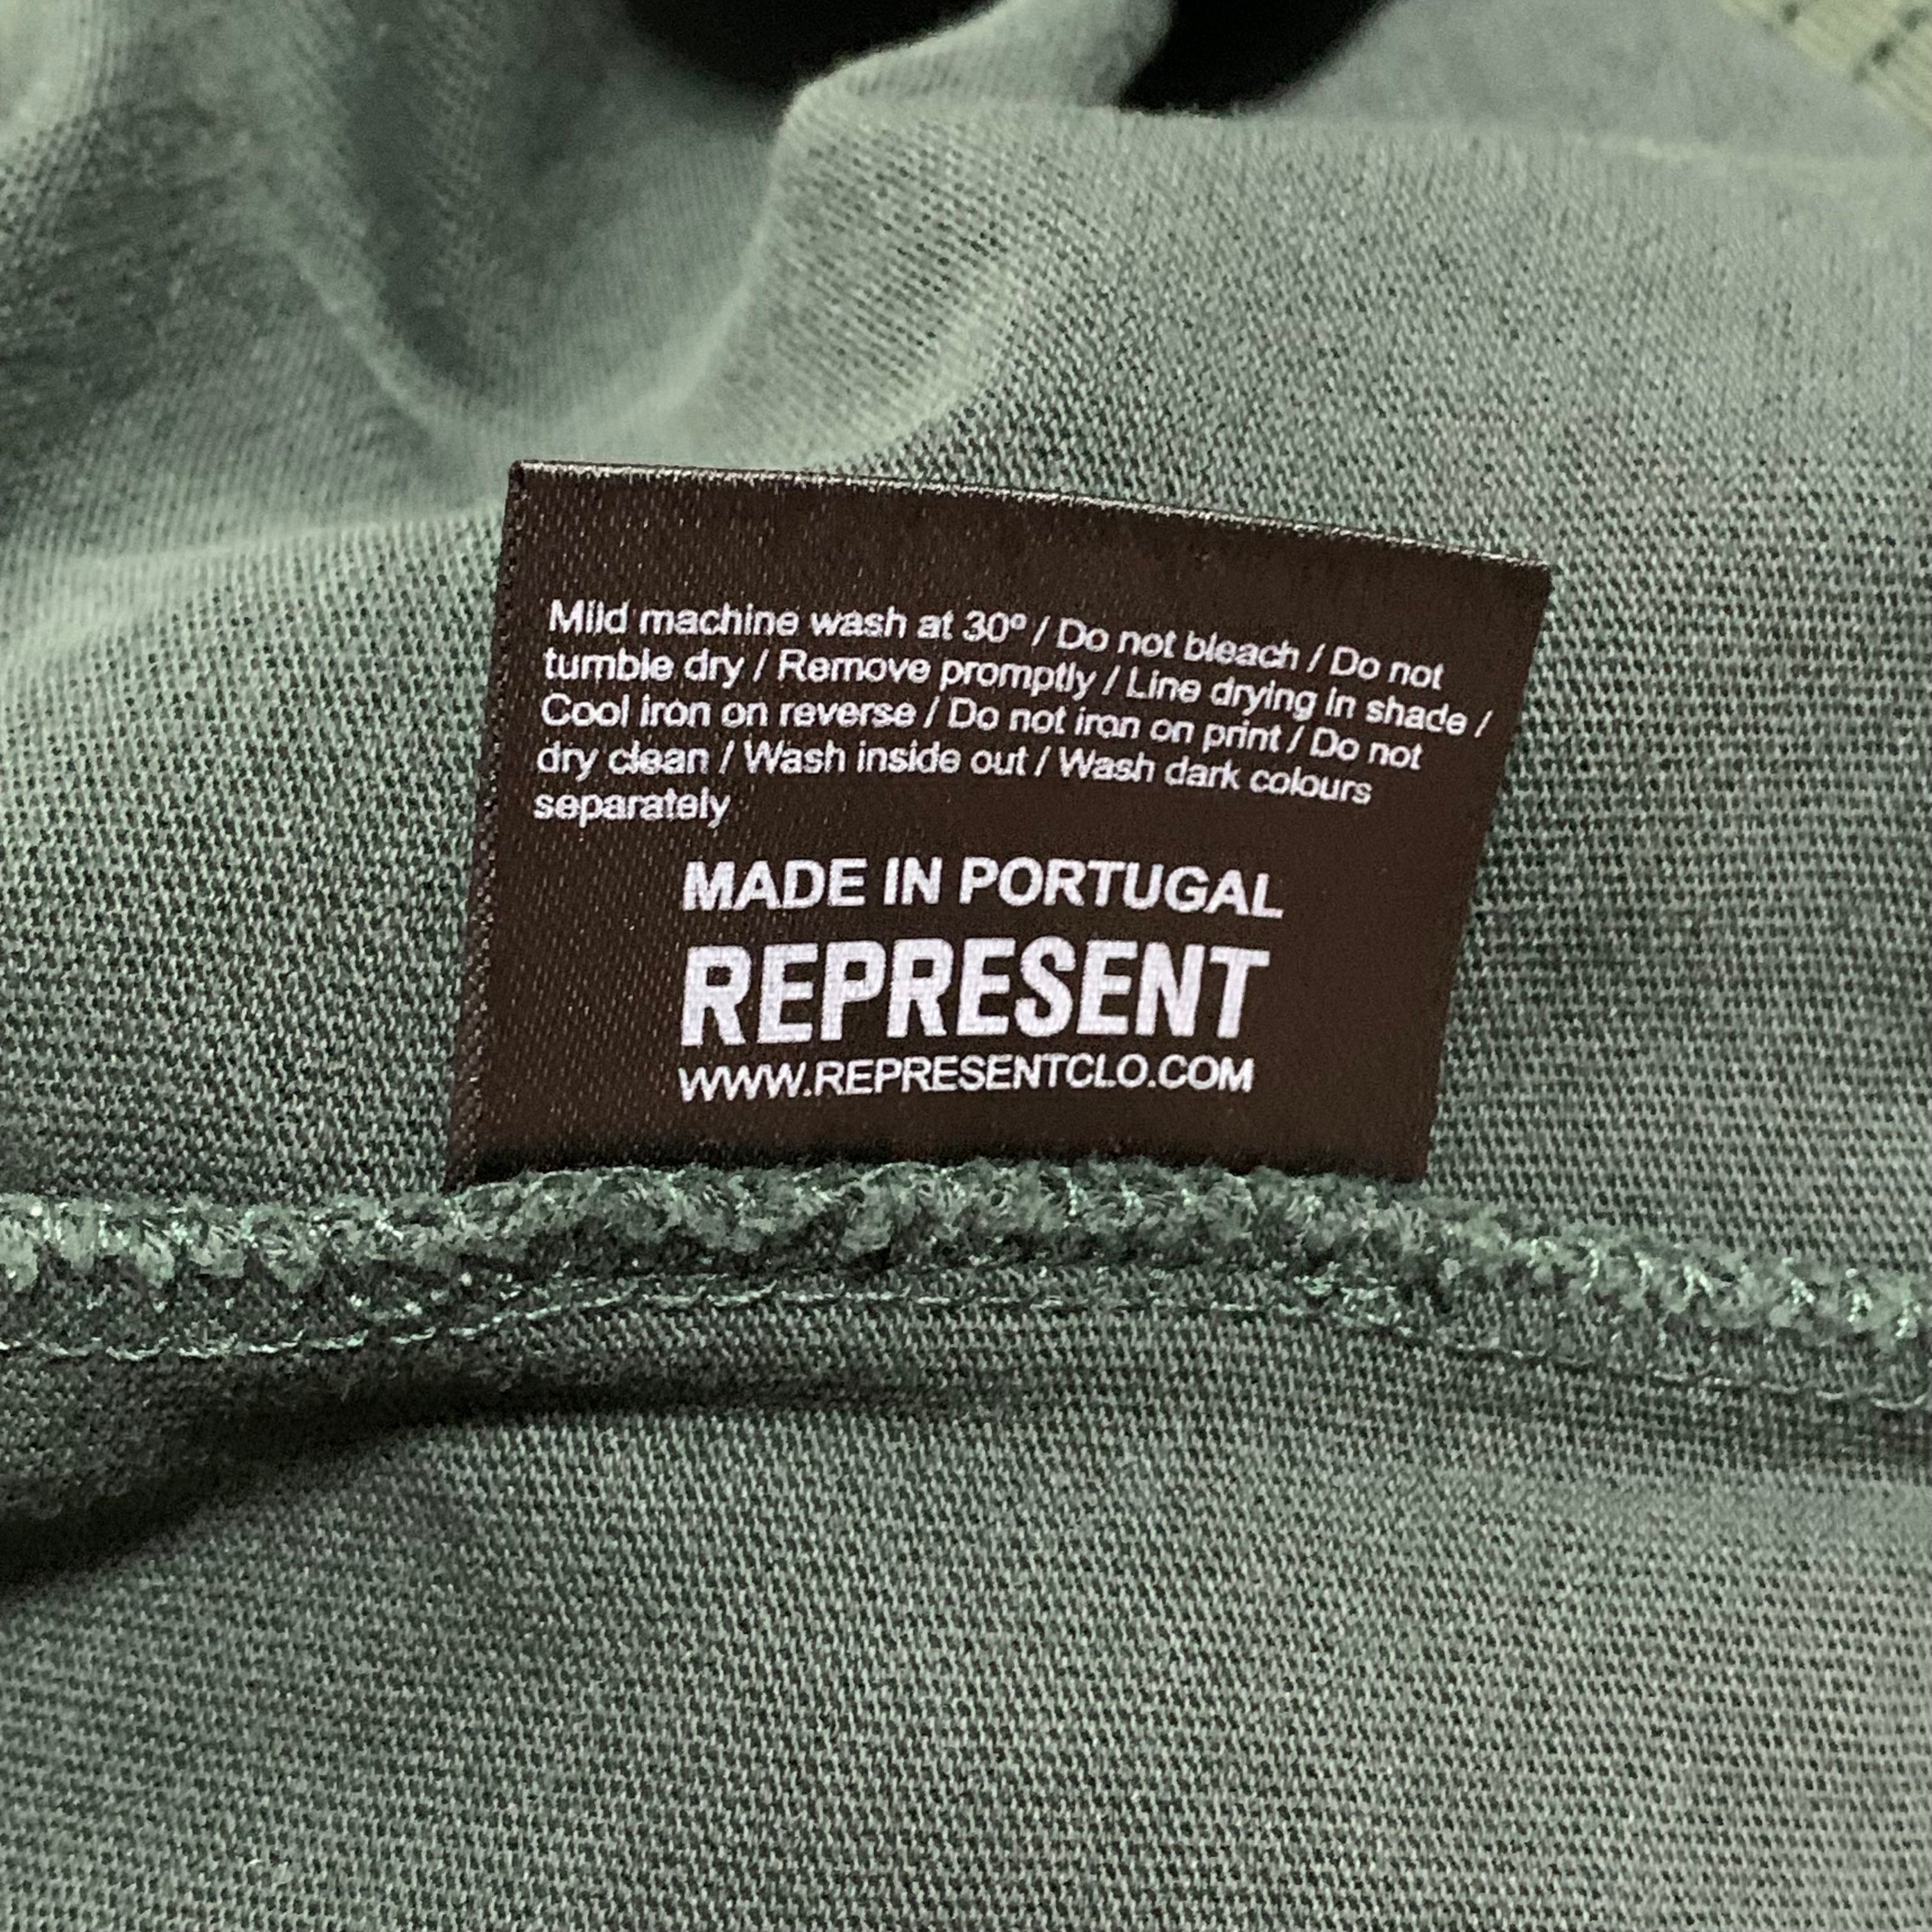 Mild machine wash at 30º / Do not bleach / Do not
tumble dry / Remove promptly / Line drying in shade /
Cool iron on reverse / Do not iron on print / Do not
dry clean / Wash inside out / Wash dark colours
separately
MADE IN PORTUGAL
REPRESENT
WWW.REPRESENTCLO.COM